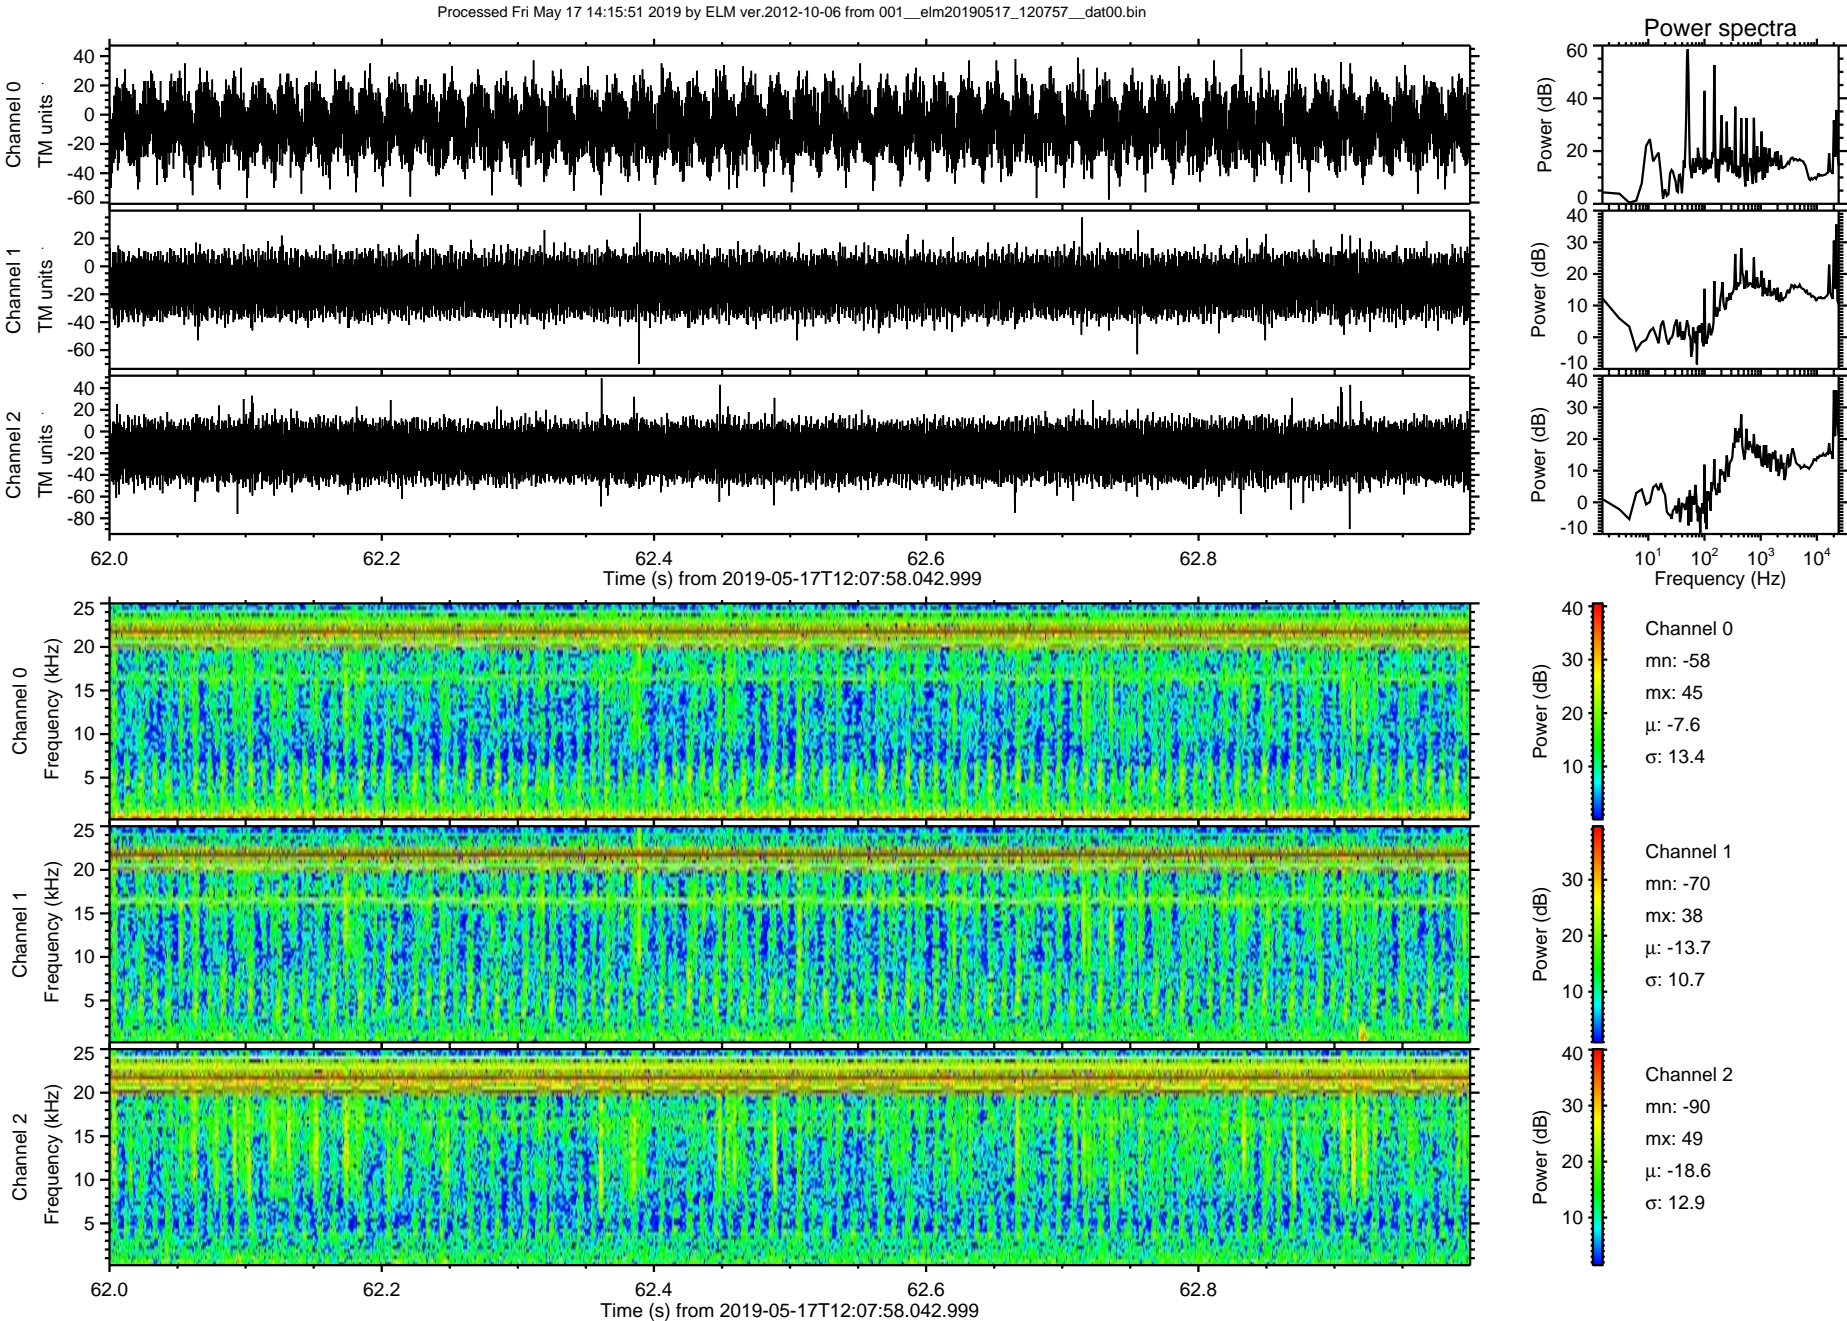 Processed Fri May 17 14:15:51 2019 by ELM ver.2012-10-06 from 001__elm20190517_120757__dat00.bin
Power spectra
Channel 0
TM units
40
20
0
-20
-40
-60
Power (dB)
60
40
20
0
Channel 1
TM units
20
0
-20
-40
-60
Power (dB)
40
30
20
10
0
-10
Channel 2
TM units
40
20
0
-20
-40
-60
-80
Power (dB)
40
30
20
10
0
-10
62.0 62.2 62.4 62.6 62.8
Time (s) from 2019-05-17T12:07:58.042.999
10¹ 10² 10³ 10⁴
Frequency (Hz)
Channel 0
Frequency (kHz)
25
20
15
10
5
Power (dB)
40
30
20
10
Channel 0
mn: -58
mx: 45
μ: -7.6
σ: 13.4
Channel 1
Frequency (kHz)
25
20
15
10
5
Power (dB)
30
20
10
Channel 1
mn: -70
mx: 38
μ: -13.7
σ: 10.7
Channel 2
Frequency (kHz)
25
20
15
10
5
Power (dB)
40
30
20
10
Channel 2
mn: -90
mx: 49
μ: -18.6
σ: 12.9
62.0 62.2 62.4 62.6 62.8
Time (s) from 2019-05-17T12:07:58.042.999